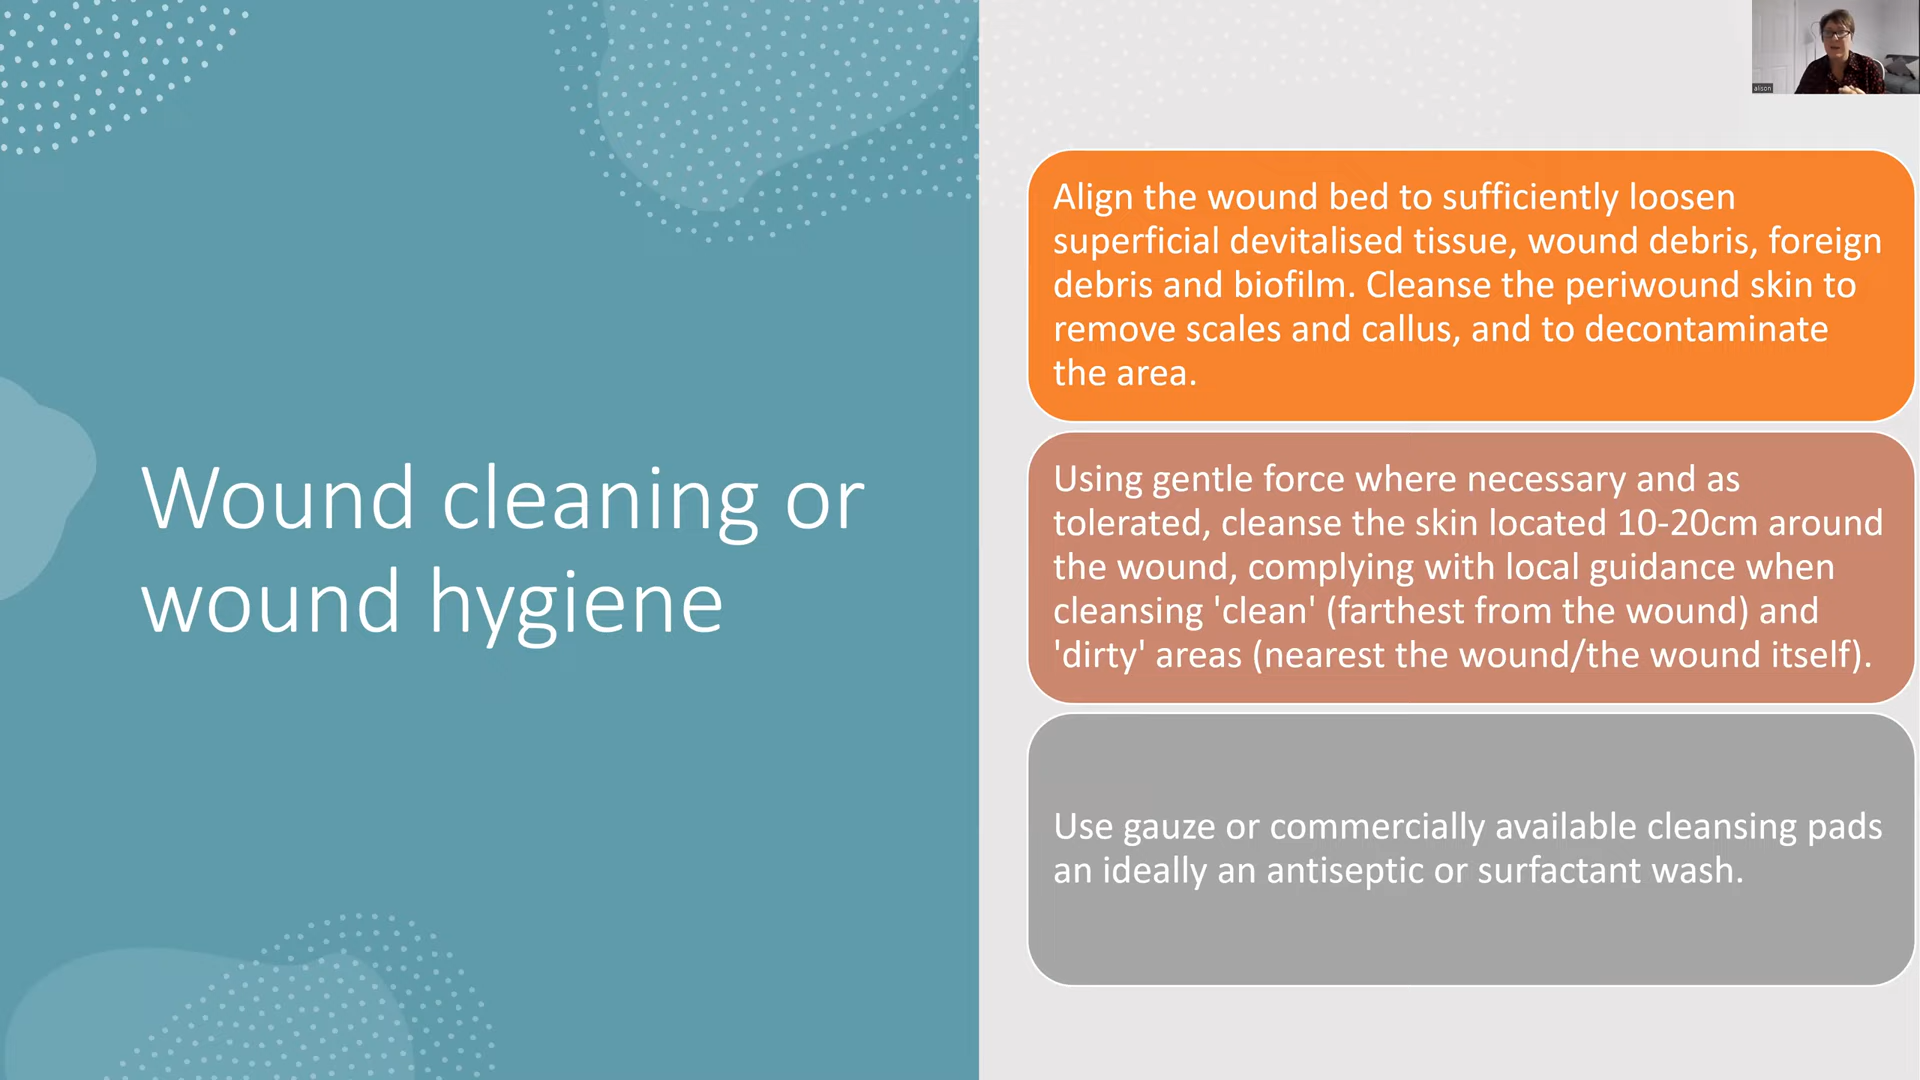 Wound cleaning or
wound hygiene
Align the wound bed to sufficiently loosen
superficial devitalised tissue, wound debris, foreign
debris and biofilm. Cleanse the periwound skin to
remove scales and callus, and to decontaminate
the area.
Using gentle force where necessary and as
tolerated, cleanse the skin located 10-20cm around
the wound, complying with local guidance when
cleansing 'clean' (farthest from the wound) and
'dirty' areas (nearest the wound/the wound itself).
Use gauze or commercially available cleansing pads
an ideally an antiseptic or surfactant wash.
alison